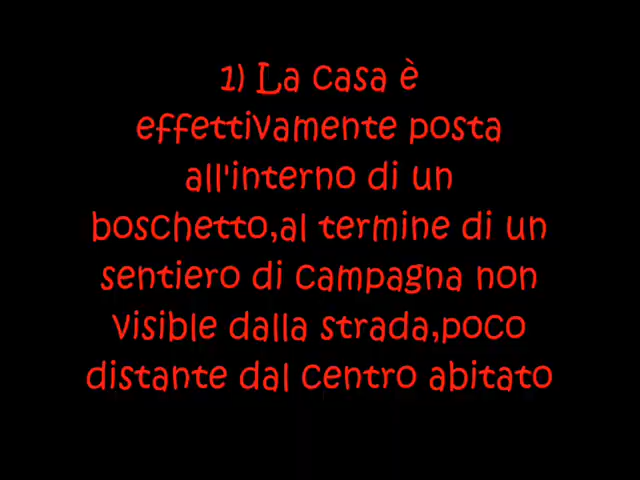 1) La casa è
effettivamente posta
all'interno di un
boschetto,al termine di un
sentiero di campagna non
visibile dalla strada,poco
distante dal centro abitato